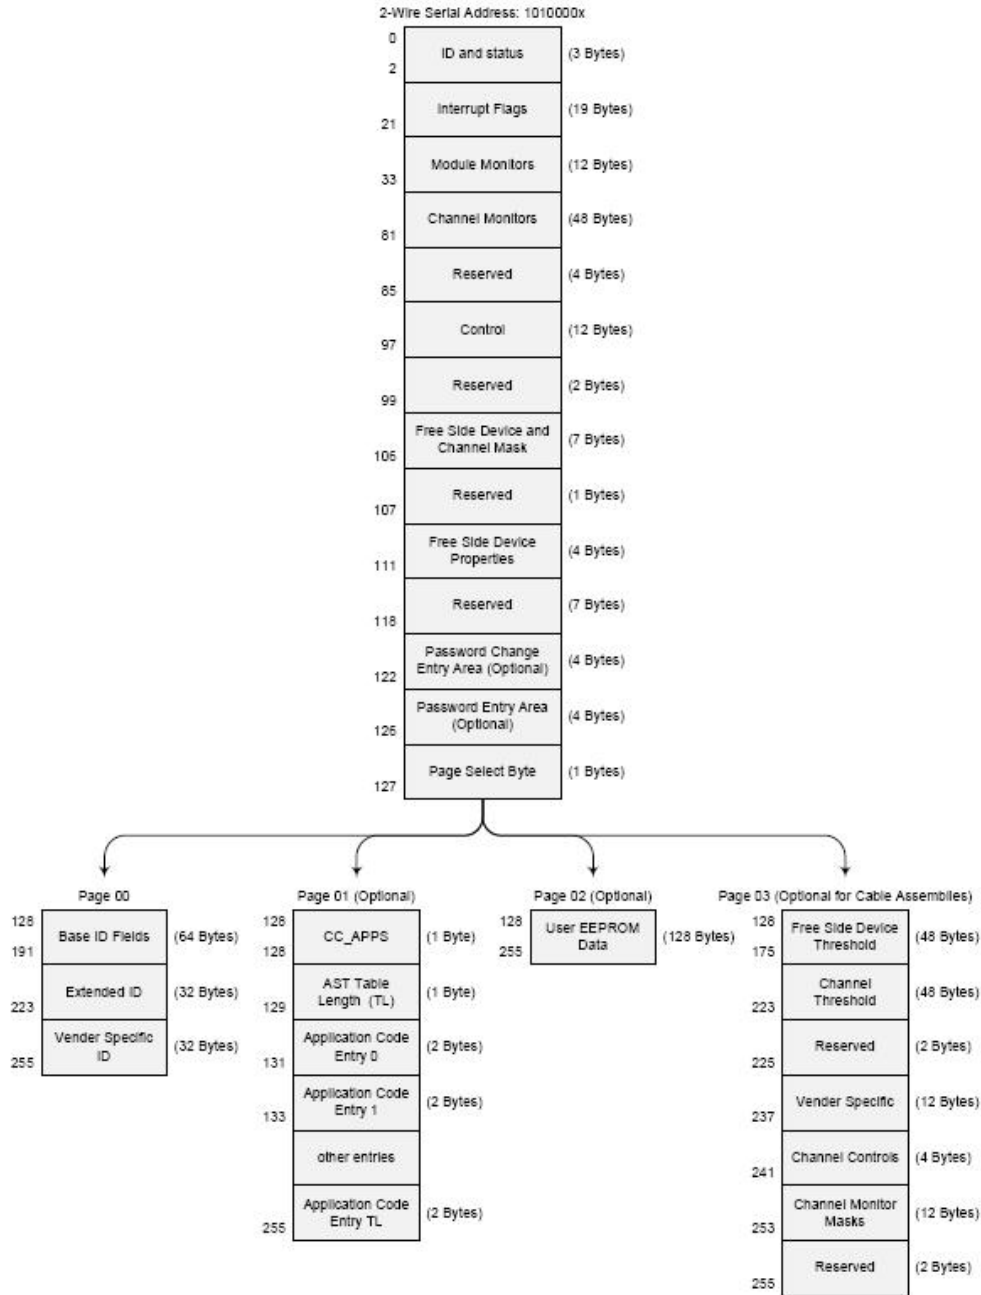 2-Wire Serial Address: 1010000x
0
ID and status (3 Bytes)
2
Interrupt Flags (19 Bytes)
21
Module Monitors (12 Bytes)
33
Channel Monitors (48 Bytes)
81
Reserved (4 Bytes)
85
Control (12 Bytes)
97
Reserved (2 Bytes)
99
Free Side Device and
Channel Mask (7 Bytes)
106
Reserved (1 Bytes)
107
Free Side Device
Properties (4 Bytes)
111
Reserved (7 Bytes)
118
Password Change
Entry Area (Optional) (4 Bytes)
122
Password Entry Area
(Optional) (4 Bytes)
126
Page Select Byte (1 Bytes)
127
Page 00
128
Base ID Fields (64 Bytes)
191
Extended ID (32 Bytes)
223
Vender Specific
ID (32 Bytes)
255
Page 01 (Optional)
128
CC_APPS (1 Byte)
128
AST Table
Length (TL) (1 Byte)
129
Application Code
Entry 0 (2 Bytes)
131
Application Code
Entry 1 (2 Bytes)
133
other entries
Application Code
Entry TL (2 Bytes)
255
Page 02 (Optional)
128
User EEPROM
Data (128 Bytes)
255
Page 03 (Optional for Cable Assemblies)
128
Free Side Device
Threshold (48 Bytes)
175
Channel
Threshold (48 Bytes)
223
Reserved (2 Bytes)
225
Vender Specific (12 Bytes)
237
Channel Controls (4 Bytes)
241
Channel Monitor
Masks (12 Bytes)
253
Reserved (2 Bytes)
255